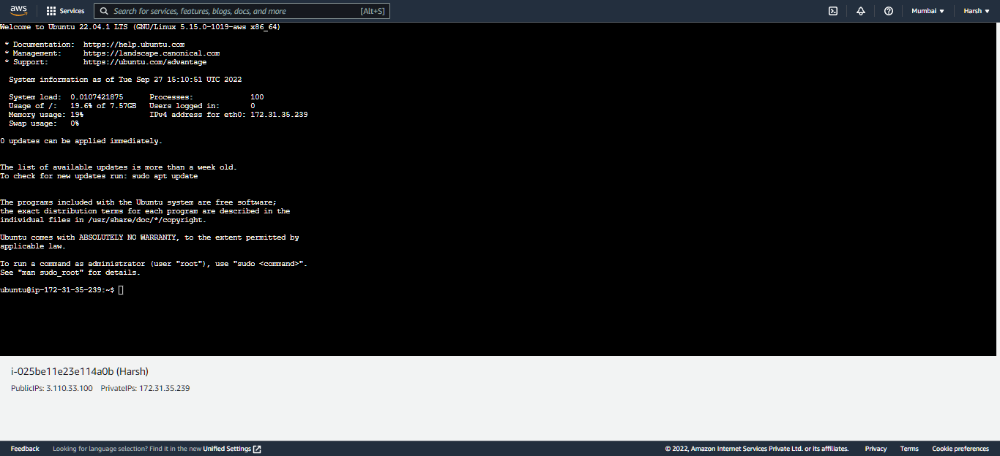 aws Services Search for services, features, blogs, docs, and more [Alt+S] Mumbai ▼ Harsh ▼
Welcome to Ubuntu 22.04.1 LTS (GNU/Linux 5.15.0-1019-aws x86_64)
* Documentation: https://help.ubuntu.com
* Management: https://landscape.canonical.com
* Support: https://ubuntu.com/advantage
System information as of Tue Sep 27 15:10:51 UTC 2022
System load: 0.0107421875 Processes: 100
Usage of /: 19.6% of 7.57GB Users logged in: 0
Memory usage: 19% IPv4 address for eth0: 172.31.35.239
Swap usage: 0%
0 updates can be applied immediately.
The list of available updates is more than a week old.
To check for new updates run: sudo apt update
The programs included with the Ubuntu system are free software;
the exact distribution terms for each program are described in the
individual files in /usr/share/doc/*/copyright.
Ubuntu comes with ABSOLUTELY NO WARRANTY, to the extent permitted by
applicable law.
To run a command as administrator (user "root"), use "sudo <command>".
See "man sudo_root" for details.
ubuntu@ip-172-31-35-239:~$
i-025be11e23e114a0b (Harsh)
PublicIPs: 3.110.33.100 PrivateIPs: 172.31.35.239
Feedback Looking for language selection? Find it in the new Unified Settings © 2022, Amazon Internet Services Private Ltd. or its affiliates. Privacy Terms Cookie preferences